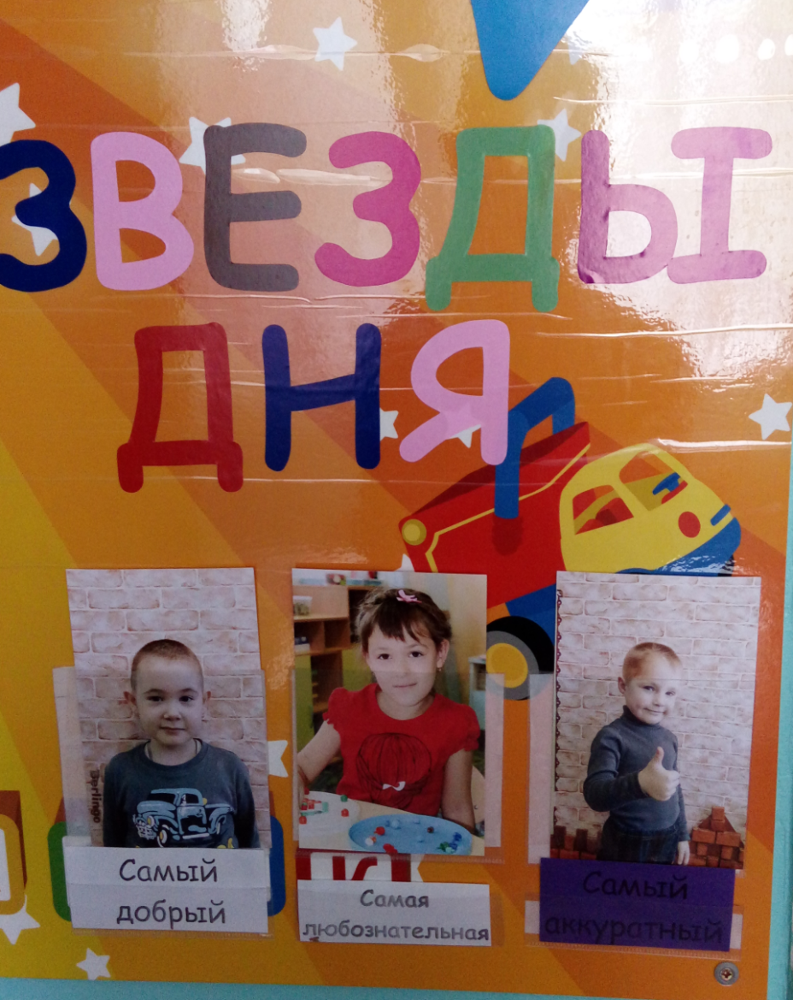 ЗВЕЗДЫ
ДНЯ
Самый
добрый
Самая
любознательная
Самый
аккуратный